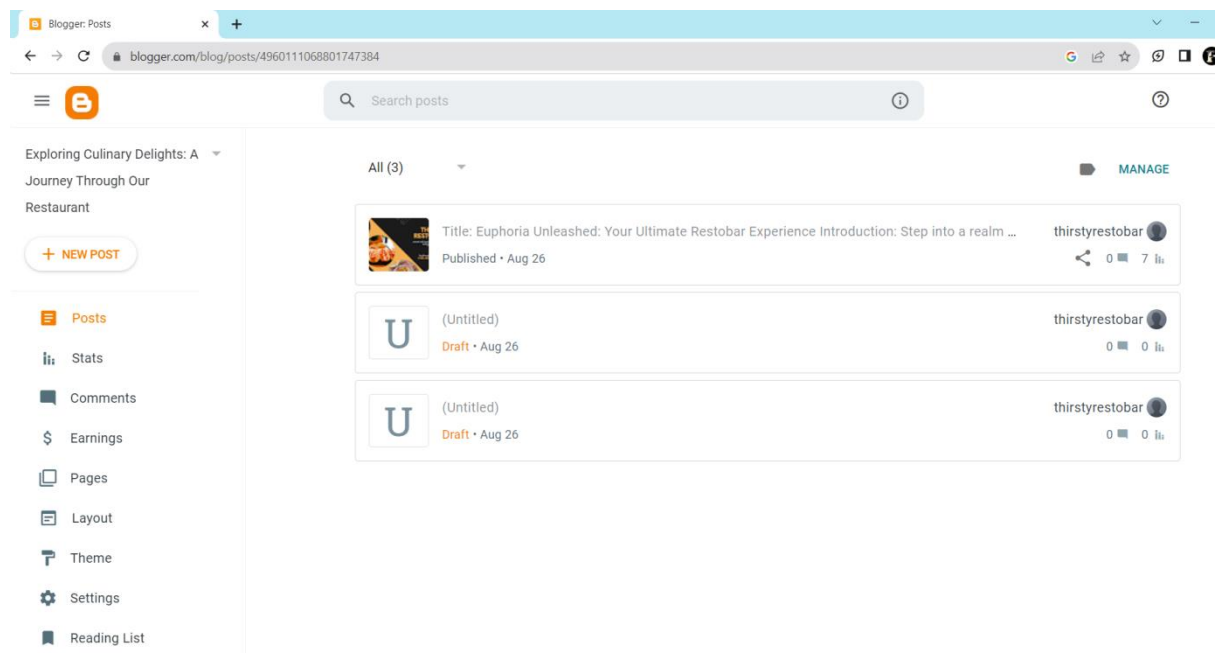 Blogger: Posts
blogger.com/blog/posts/4960111068801747384
Search posts
Exploring Culinary Delights: A
Journey Through Our
Restaurant
NEW POST
Posts
Stats
Comments
Earnings
Pages
Layout
Theme
Settings
Reading List
All (3)
MANAGE
Title: Euphoria Unleashed: Your Ultimate Restobar Experience Introduction: Step into a realm ...
thirstyrestobar
Published • Aug 26
0 7
U
(Untitled)
thirstyrestobar
Draft • Aug 26
0 0
U
(Untitled)
thirstyrestobar
Draft • Aug 26
0 0